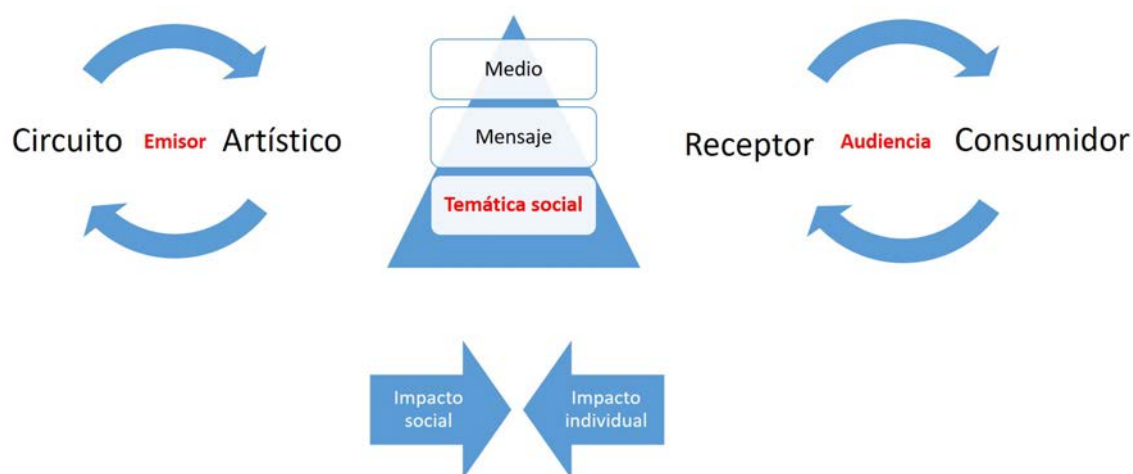 Medio
Mensaje
Temática social
Circuito Emisor Artístico
Receptor Audiencia Consumidor
Impacto
social
Impacto
individual